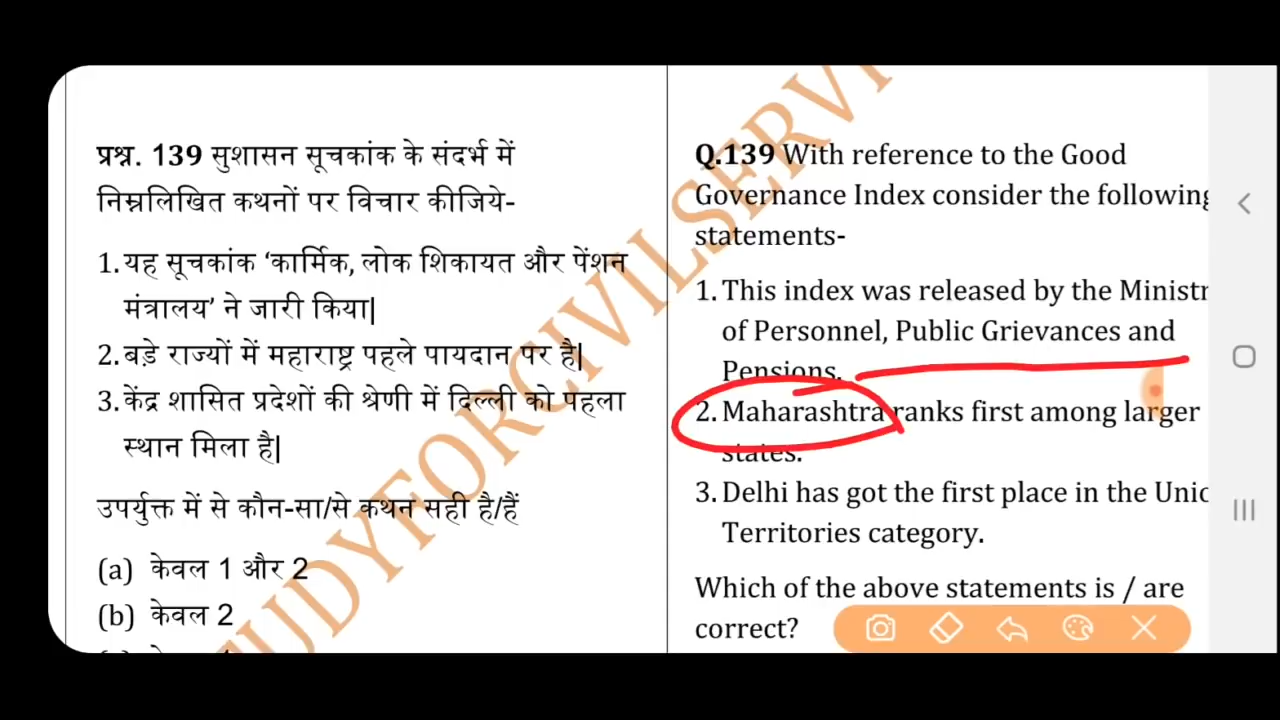 प्रश्न. 139 सुशासन सूचकांक के संदर्भ में
निम्नलिखित कथनों पर विचार कीजिये-
1. यह सूचकांक ‘कार्मिक, लोक शिकायत और पेंशन
मंत्रालय’ ने जारी किया|
2. बड़े राज्यों में महाराष्ट्र पहले पायदान पर है|
3. केंद्र शासित प्रदेशों की श्रेणी में दिल्ली को पहला
स्थान मिला है|
उपर्युक्त में से कौन-सा/से कथन सही है/हैं
(a) केवल 1 और 2
(b) केवल 2
Q.139 With reference to the Good
Governance Index consider the following
statements-
1. This index was released by the Ministr
of Personnel, Public Grievances and
Pensions.
2. Maharashtra ranks first among larger
states.
3. Delhi has got the first place in the Unio
Territories category.
Which of the above statements is / are
correct?
TUDYFORCIVILSERVI